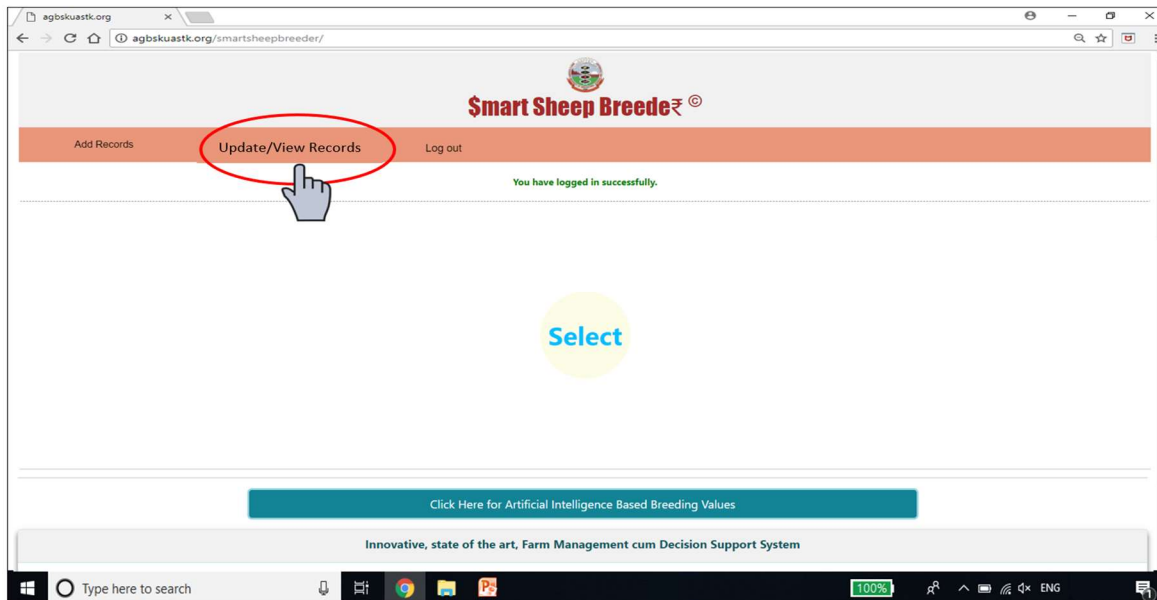 agbskuastk.org
agbskuastk.org/smartsheepbreeder/
$mart Sheep Breede₹ ©
Add Records Update/View Records Log out
You have logged in successfully.
Select
Click Here for Artificial Intelligence Based Breeding Values
Innovative, state of the art, Farm Management cum Decision Support System
Type here to search 100% ENG 1